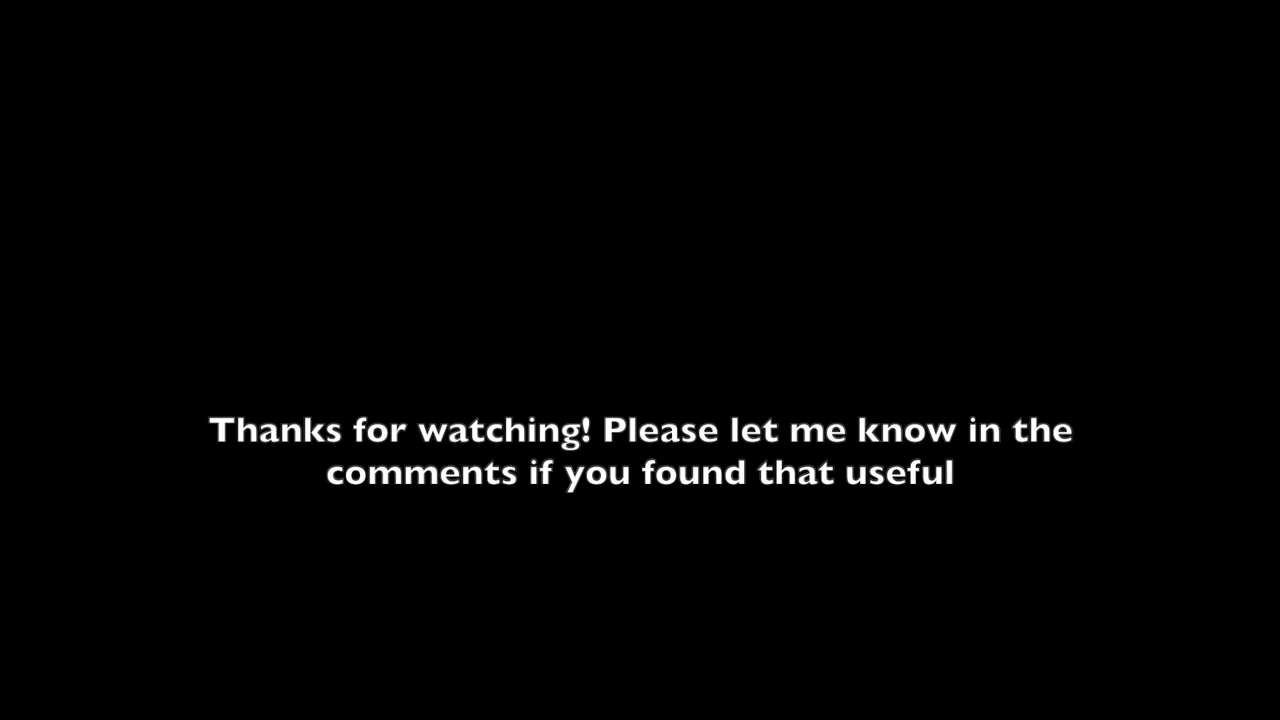 Thanks for watching! Please let me know in the
comments if you found that useful